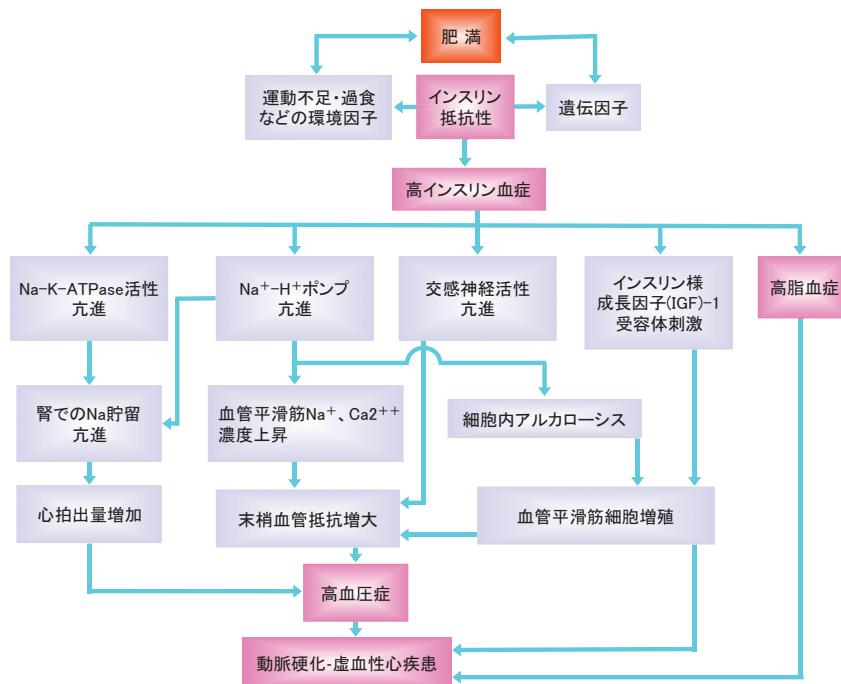 肥 満
運動不足・過食
などの環境因子
インスリン
抵抗性
遺伝因子
高インスリン血症
Na-K-ATPase活性
亢進
Na⁺-H⁺ポンプ
亢進
交感神経活性
亢進
インスリン様
成長因子(IGF)-1
受容体刺激
高脂血症
腎でのNa貯留
亢進
血管平滑筋Na⁺、Ca2⁺⁺
濃度上昇
細胞内アルカローシス
心拍出量増加
末梢血管抵抗増大
血管平滑筋細胞増殖
高血圧症
動脈硬化-虚血性心疾患